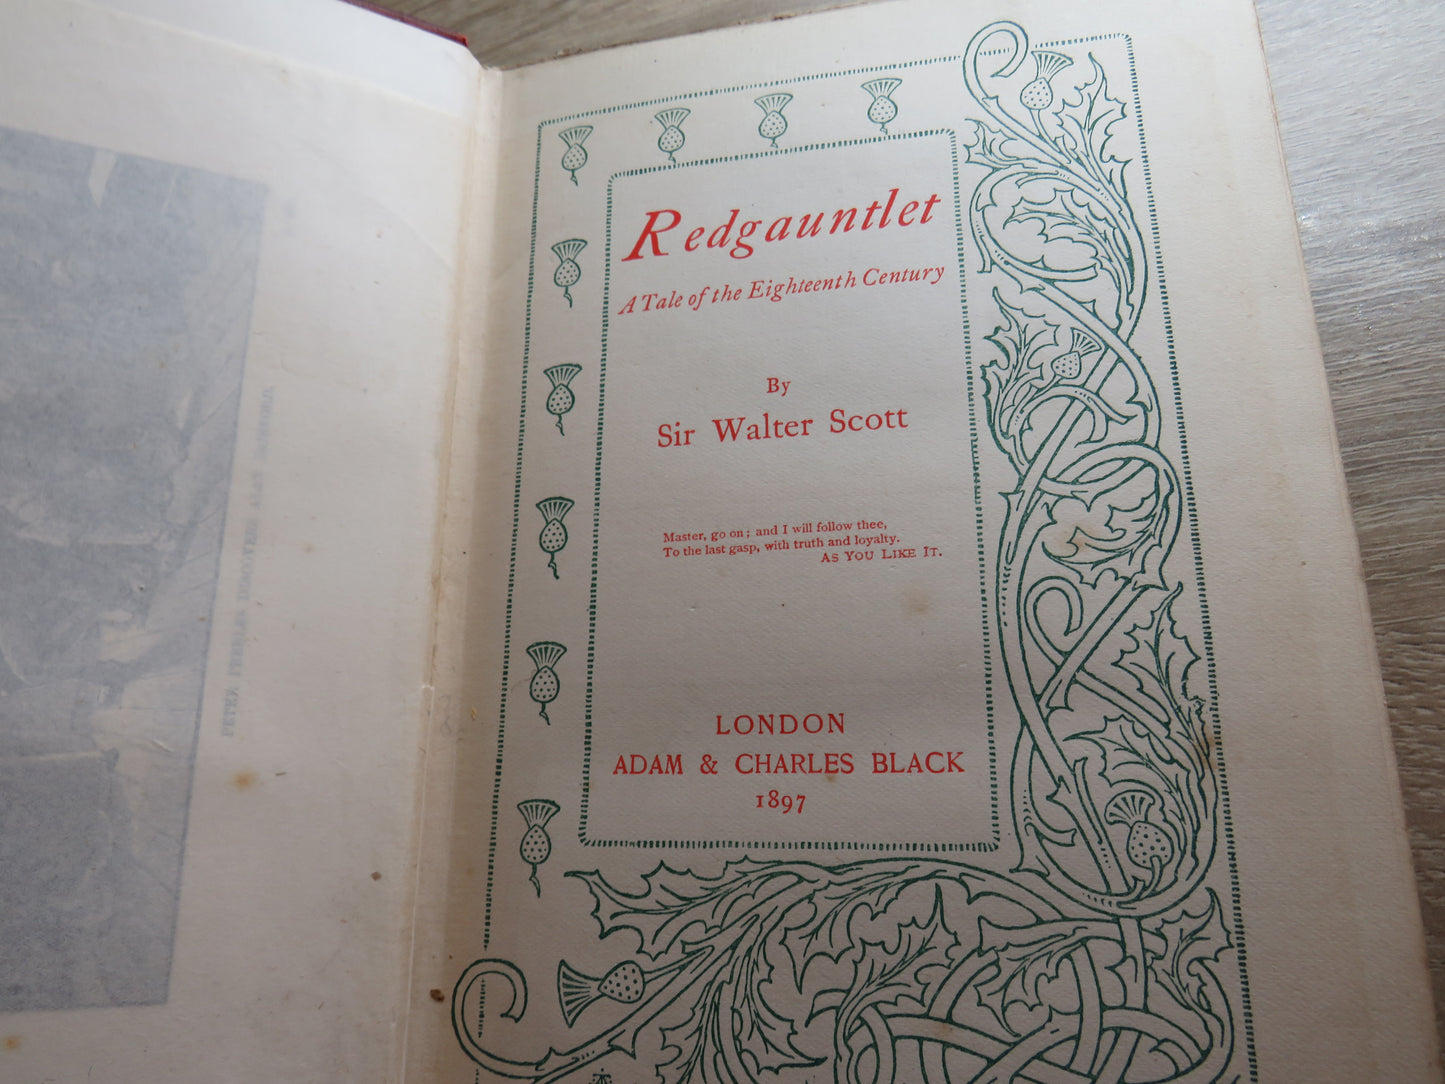 Redgauntlet
A Tale of the Eighteenth Century
By
Sir Walter Scott
Master, go on; and I will follow thee,
To the last gasp, with truth and loyalty.
AS YOU LIKE IT.
LONDON
ADAM & CHARLES BLACK
1897